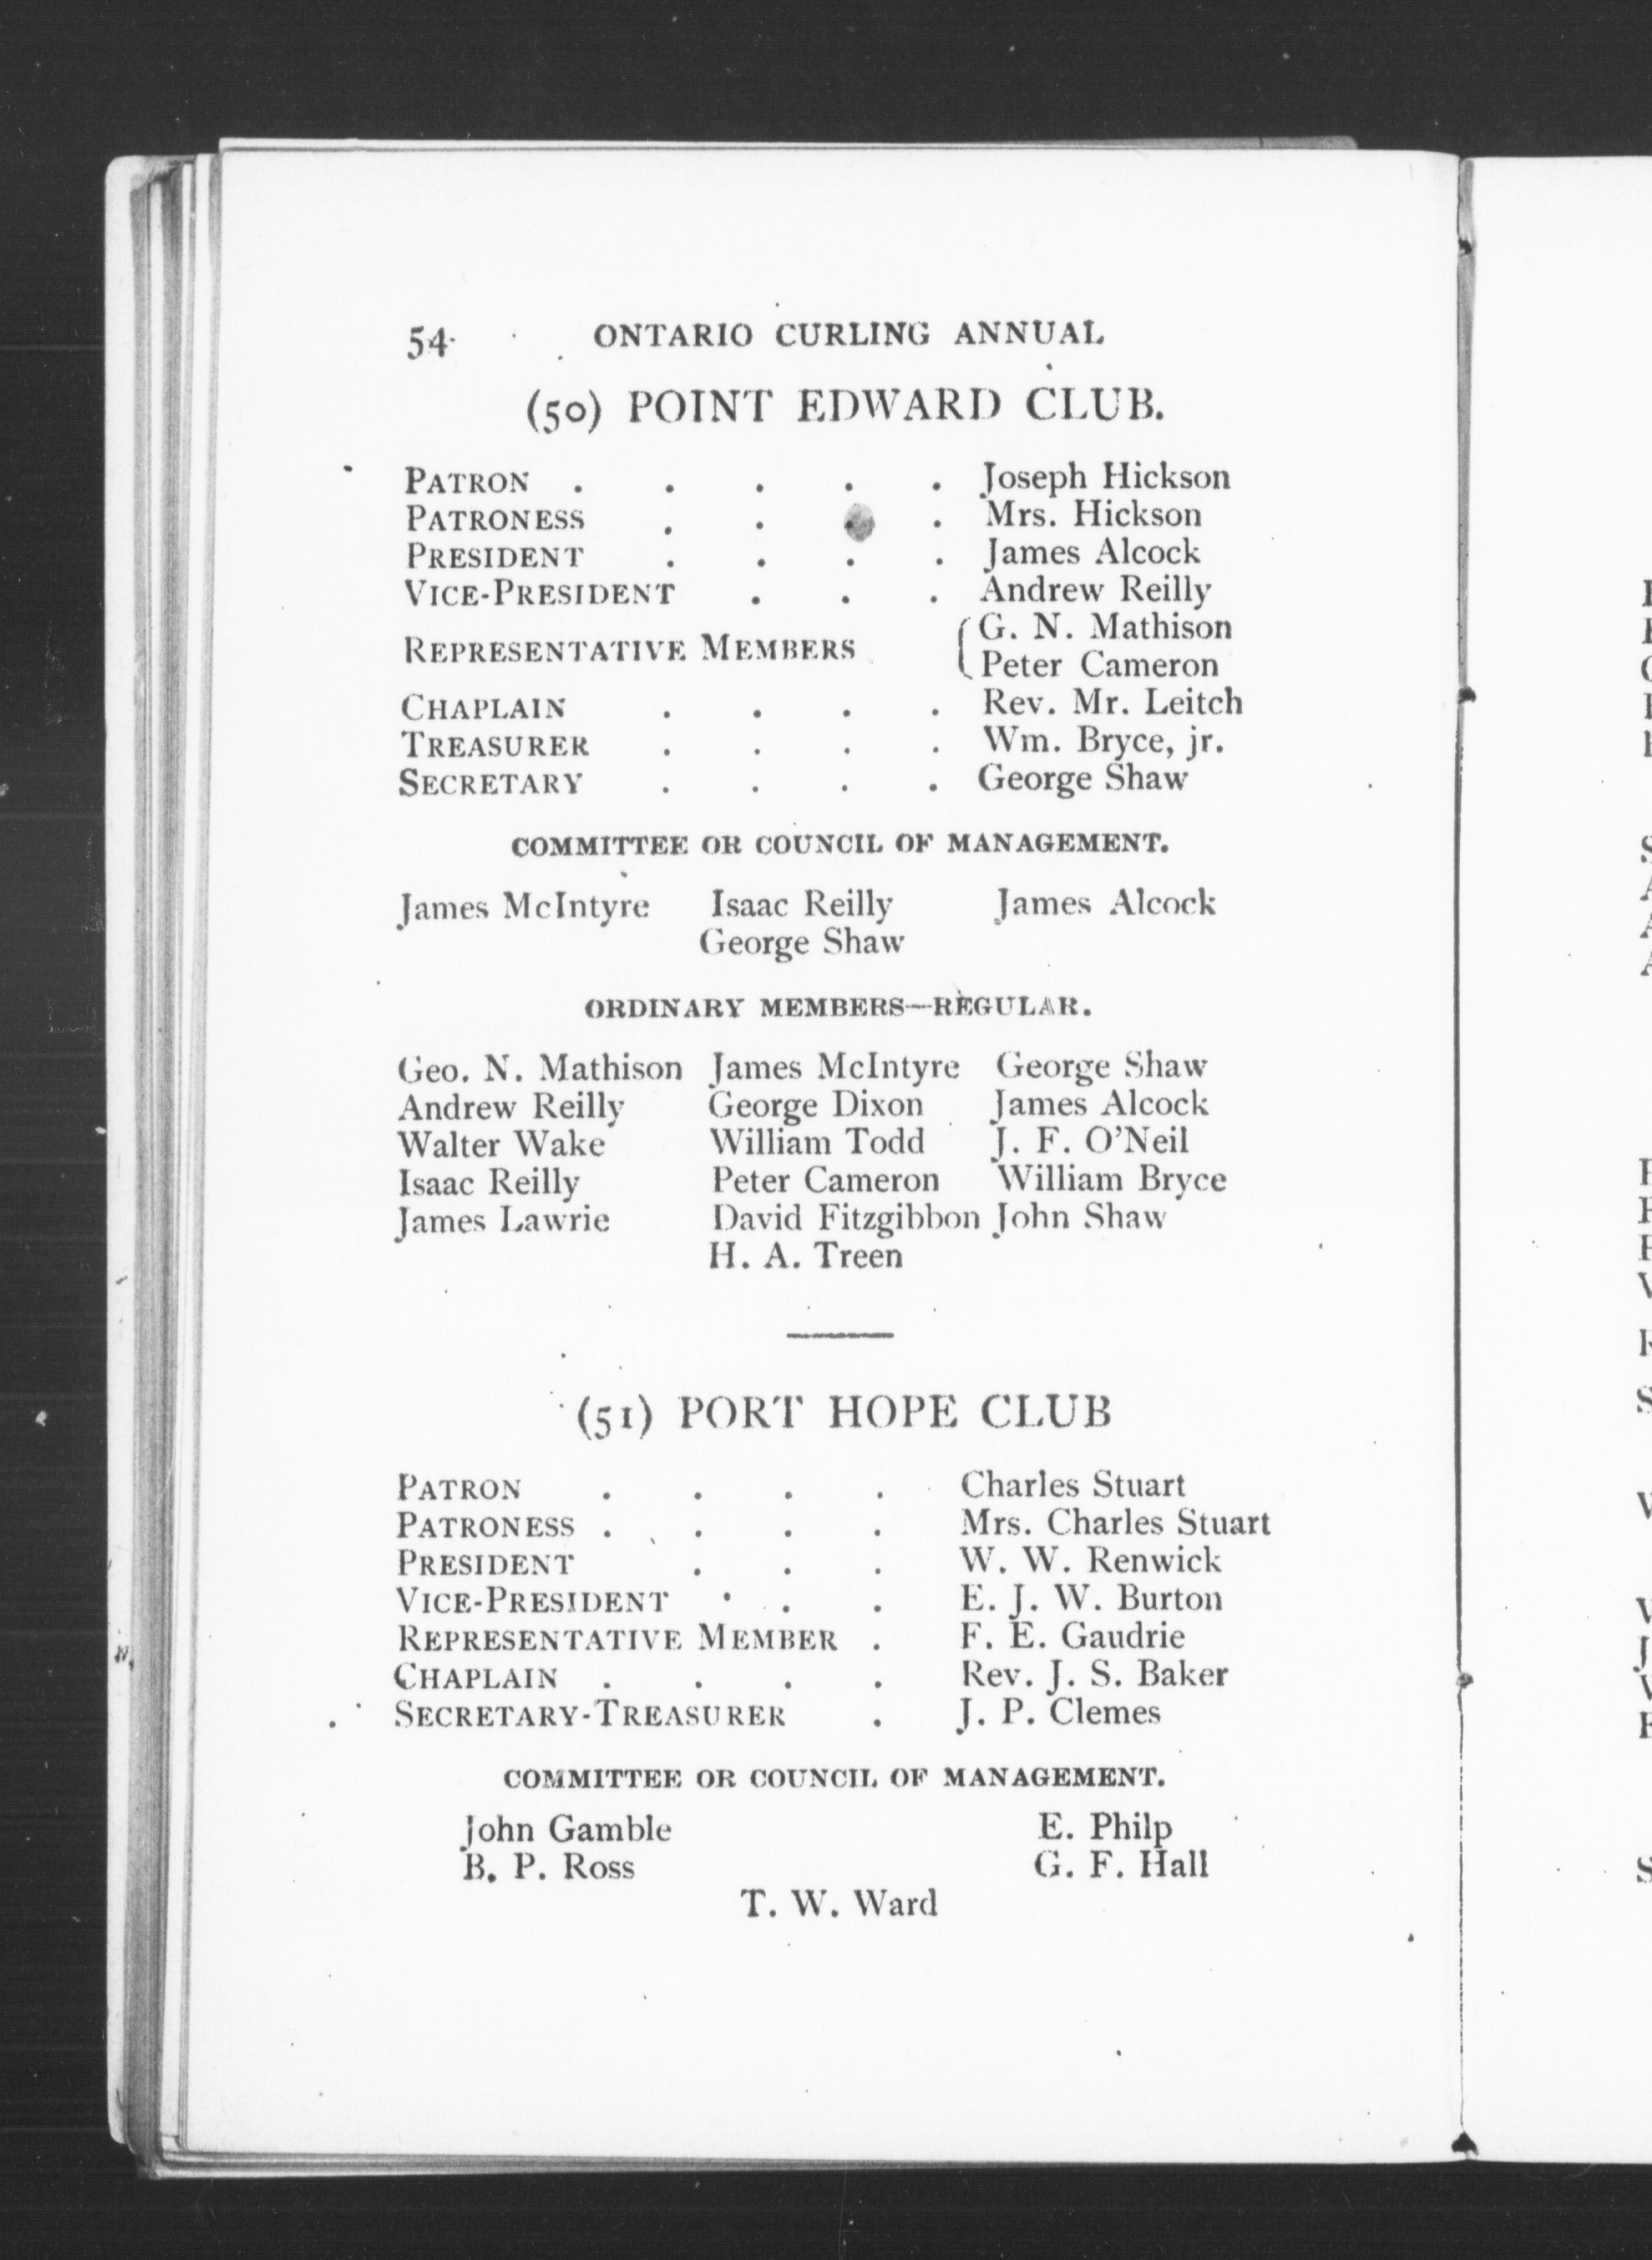 54 ONTARIO CURLING ANNUAL
(50) POINT EDWARD CLUB.
PATRON . . . . . Joseph Hickson
PATRONESS . . . . Mrs. Hickson
PRESIDENT . . . . James Alcock
VICE-PRESIDENT . . . Andrew Reilly
REPRESENTATIVE MEMBERS { G. N. Mathison
Peter Cameron
CHAPLAIN . . . . Rev. Mr. Leitch
TREASURER . . . . Wm. Bryce, jr.
SECRETARY . . . . George Shaw
COMMITTEE OR COUNCIL OF MANAGEMENT.
James McIntyre Isaac Reilly James Alcock
George Shaw
ORDINARY MEMBERS—REGULAR.
Geo. N. Mathison James McIntyre George Shaw
Andrew Reilly George Dixon James Alcock
Walter Wake William Todd J. F. O'Neil
Isaac Reilly Peter Cameron William Bryce
James Lawrie David Fitzgibbon John Shaw
H. A. Treen
(51) PORT HOPE CLUB
PATRON . . . . Charles Stuart
PATRONESS . . . . Mrs. Charles Stuart
PRESIDENT . . . W. W. Renwick
VICE-PRESIDENT . . . E. J. W. Burton
REPRESENTATIVE MEMBER . F. E. Gaudrie
CHAPLAIN . . . . Rev. J. S. Baker
SECRETARY-TREASURER . J. P. Clemes
COMMITTEE OR COUNCIL OF MANAGEMENT.
John Gamble E. Philp
B. P. Ross G. F. Hall
T. W. Ward